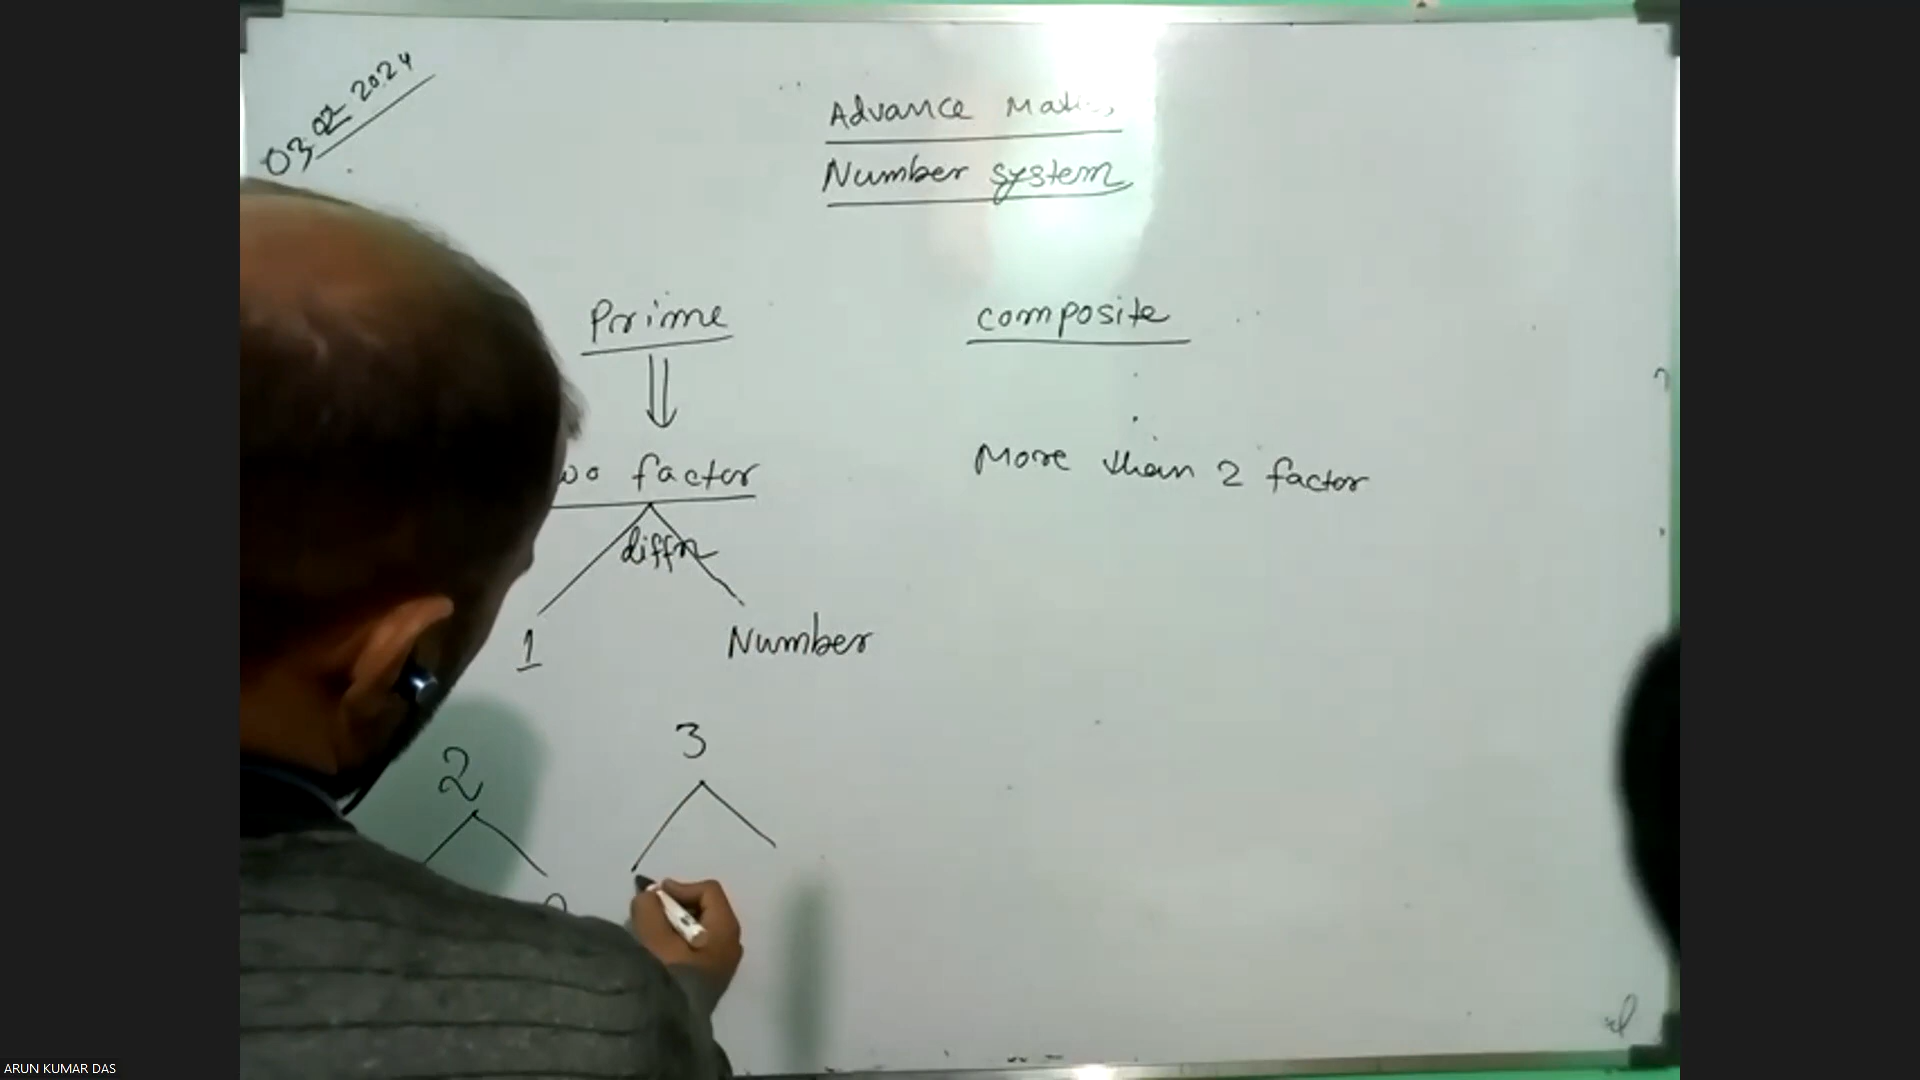 03.02 2024
Advance
Number system
Prime
composite
factor
More than 2 factor
diffn
1
Number
3
2
ARUN KUMAR DAS